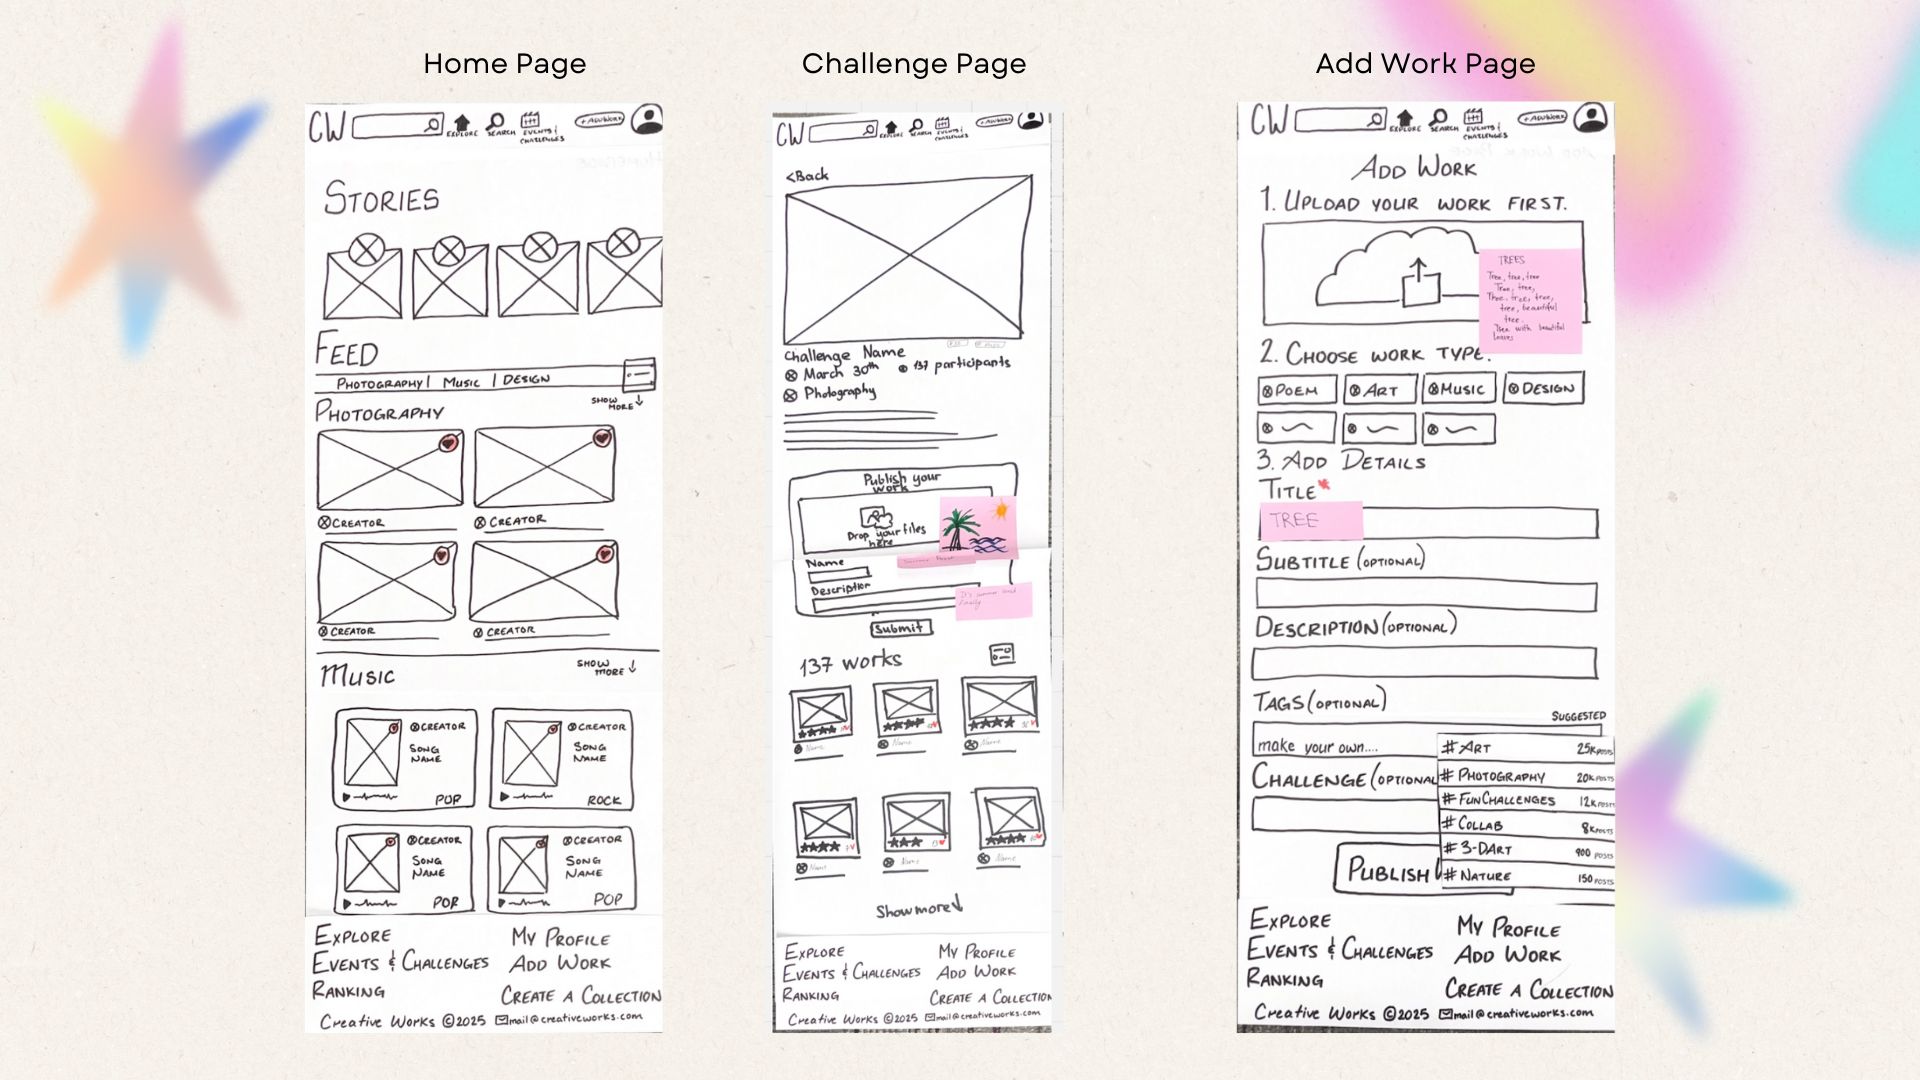 Home Page
CW
EXPLORE
SEARCH
EVENTS &
CHALLENGES
+ ADD WORK
STORIES
FEED
PHOTOGRAPHY | MUSIC | DESIGN
PHOTOGRAPHY
SHOW
MORE ↓
CREATOR
CREATOR
CREATOR
CREATOR
MUSIC
SHOW
MORE ↓
CREATOR
SONG
NAME
POP
CREATOR
SONG
NAME
ROCK
CREATOR
SONG
NAME
POP
CREATOR
SONG
NAME
POP
EXPLORE
EVENTS & CHALLENGES
RANKING
MY PROFILE
ADD WORK
CREATE A COLLECTION
Creative Works ©2025 mail@creativeworks.com
Challenge Page
CW
EXPLORE
SEARCH
EVENTS &
CHALLENGES
+ ADD WORK
<Back
Challenge Name
March 30th
137 participants
Photography
Publish your
work
Drop your files
here
Name
Description
It's summer and
finally
Submit
137 works
Name
Name
Name
Name
Name
Name
Show more↓
EXPLORE
EVENTS & CHALLENGES
RANKING
MY PROFILE
ADD WORK
CREATE A COLLECTION
Creative Works ©2025 mail@creativeworks.com
Add Work Page
CW
EXPLORE
SEARCH
EVENTS &
CHALLENGES
+ ADD WORK
ADD WORK
1. UPLOAD YOUR WORK FIRST.
TREES
Tree, tree, tree
Tree, tree,
Tree, tree, tree,
tree, beautiful
tree.
Tree with beautiful
leaves
2. CHOOSE WORK TYPE.
POEM
ART
MUSIC
DESIGN
3. ADD DETAILS
TITLE*
TREE
SUBTITLE (OPTIONAL)
DESCRIPTION (OPTIONAL)
TAGS (OPTIONAL)
SUGGESTED
make your own....
# ART 25K POSTS
# PHOTOGRAPHY 20K POSTS
# FUNCHALLENGES 12K POSTS
# COLLAB 8K POSTS
# 3-DART 900 POSTS
# NATURE 150 POSTS
CHALLENGE (OPTIONAL
PUBLISH
EXPLORE
EVENTS & CHALLENGES
RANKING
MY PROFILE
ADD WORK
CREATE A COLLECTION
Creative Works ©2025 mail@creativeworks.com